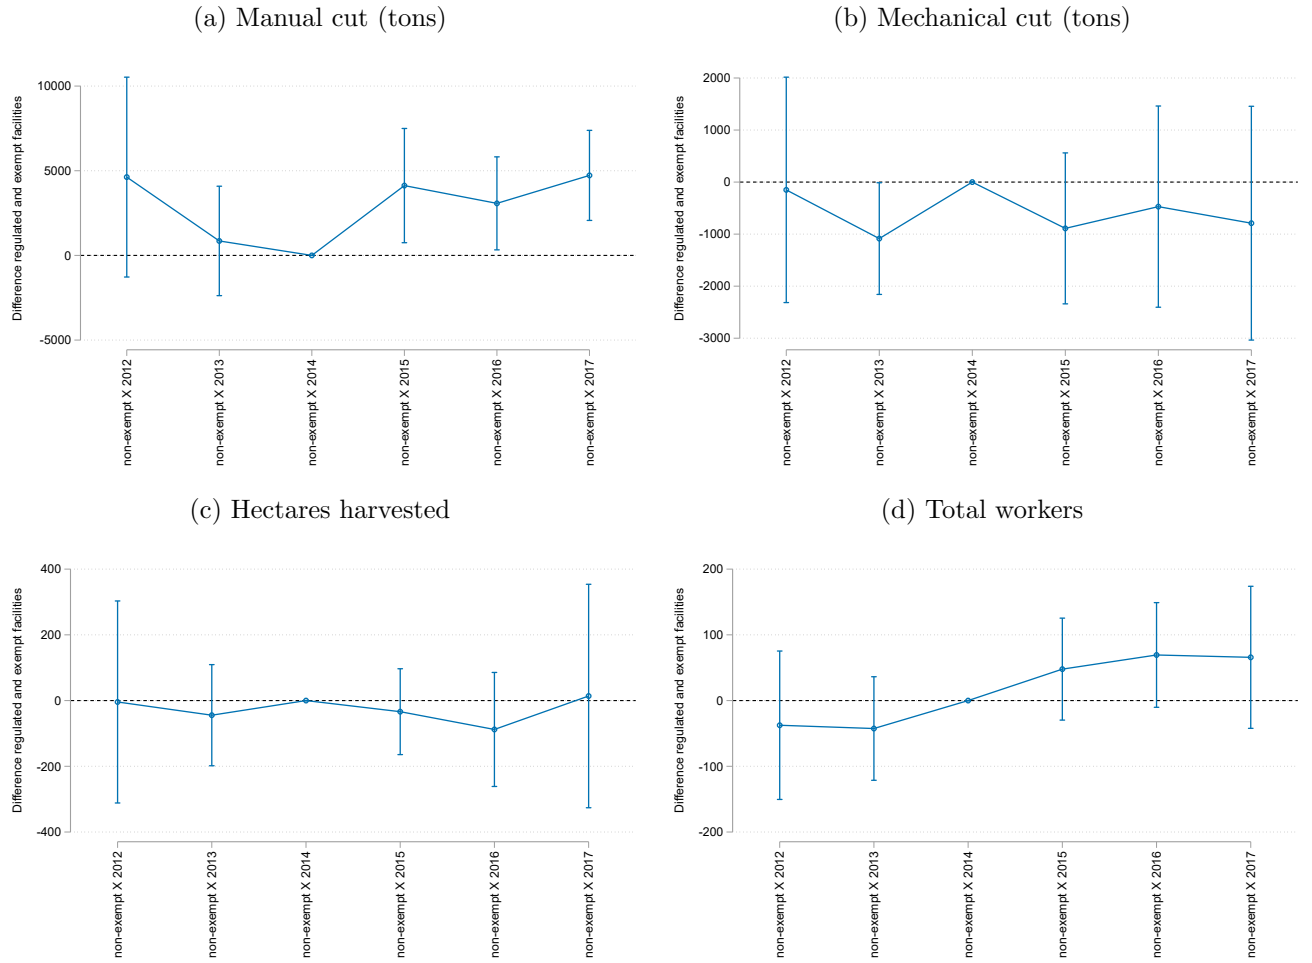 (a) Manual cut (tons)
Difference regulated and exempt facilities
10000
5000
0
-5000
non-exempt X 2012
non-exempt X 2013
non-exempt X 2014
non-exempt X 2015
non-exempt X 2016
non-exempt X 2017
(b) Mechanical cut (tons)
Difference regulated and exempt facilities
2000
1000
0
-1000
-2000
-3000
non-exempt X 2012
non-exempt X 2013
non-exempt X 2014
non-exempt X 2015
non-exempt X 2016
non-exempt X 2017
(c) Hectares harvested
Difference regulated and exempt facilities
400
200
0
-200
-400
non-exempt X 2012
non-exempt X 2013
non-exempt X 2014
non-exempt X 2015
non-exempt X 2016
non-exempt X 2017
(d) Total workers
Difference regulated and exempt facilities
200
100
0
-100
-200
non-exempt X 2012
non-exempt X 2013
non-exempt X 2014
non-exempt X 2015
non-exempt X 2016
non-exempt X 2017